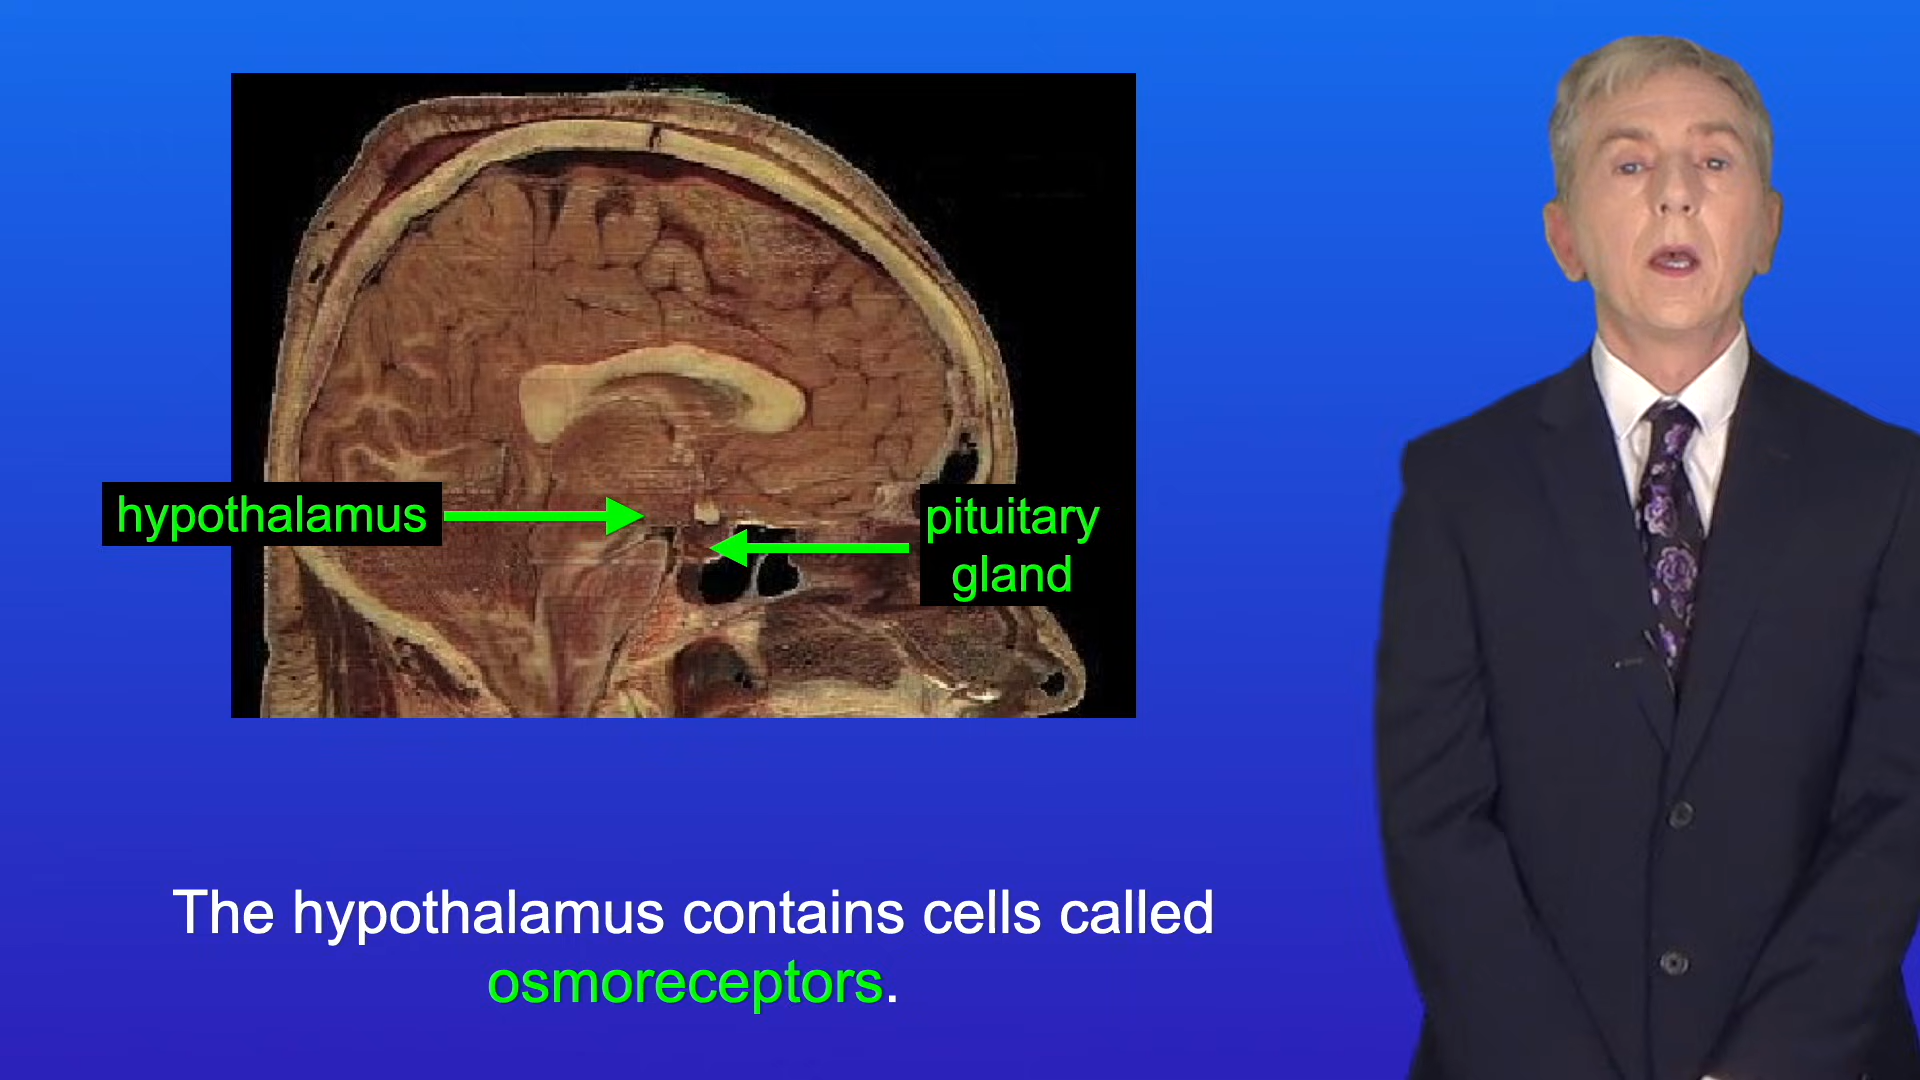 hypothalamus
pituitary
gland
The hypothalamus contains cells called
osmoreceptors.